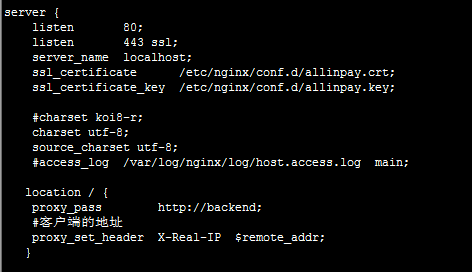 server {
    listen       80;
    listen       443 ssl;
    server_name  localhost;
    ssl_certificate      /etc/nginx/conf.d/allinpay.crt;
    ssl_certificate_key  /etc/nginx/conf.d/allinpay.key;

    #charset koi8-r;
    charset utf-8;
    source_charset utf-8;
    #access_log  /var/log/nginx/log/host.access.log  main;

   location / {
    proxy_pass        http://backend;
    #客户端的地址
    proxy_set_header  X-Real-IP  $remote_addr;
   }